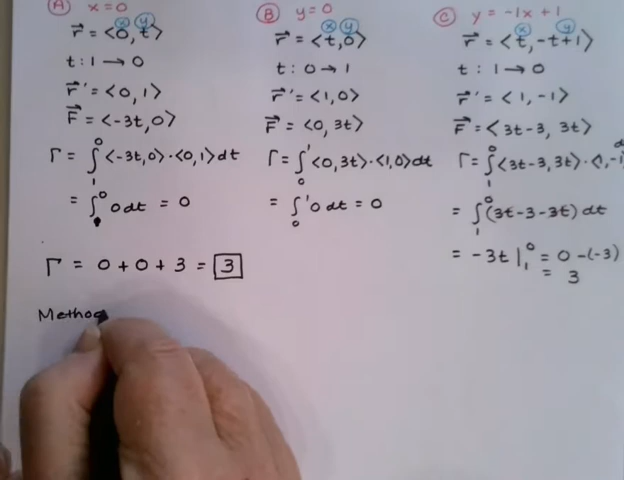 Ⓐ x=0
r⃗ = <0, t>
x y
t : 1 → 0
r⃗' = <0, 1>
F⃗ = <-3t, 0>
Γ = ∫₁⁰ <-3t, 0> · <0, 1> dt
= ∫₁⁰ 0 dt = 0
Ⓑ y=0
r⃗ = <t, 0>
x y
t : 0 → 1
r⃗' = <1, 0>
F⃗ = <0, 3t>
Γ = ∫₀¹ <0, 3t> · <1, 0> dt
= ∫₀¹ 0 dt = 0
Ⓒ y = -1x + 1
r⃗ = <t, -t+1>
x y
t : 1 → 0
r⃗' = <1, -1>
F⃗ = <3t-3, 3t>
Γ = ∫₁⁰ <3t-3, 3t> · <1, -1
= ∫₁⁰ (3t-3-3t) dt
= -3t |₁⁰ = 0 -(-3)
= 3
Γ = 0 + 0 + 3 = 3
Metho